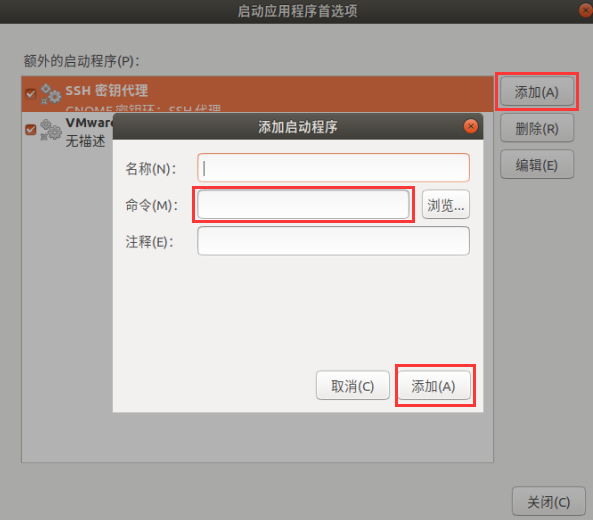 启动应用程序首选项
额外的启动程序(P)：
SSH 密钥代理
GNOME 密钥环：SSH 代理
VMware
无描述
添加(A)
删除(R)
编辑(E)
添加启动程序
名称(N)：
命令(M)：
浏览...
注释(E)：
取消(C)
添加(A)
关闭(C)